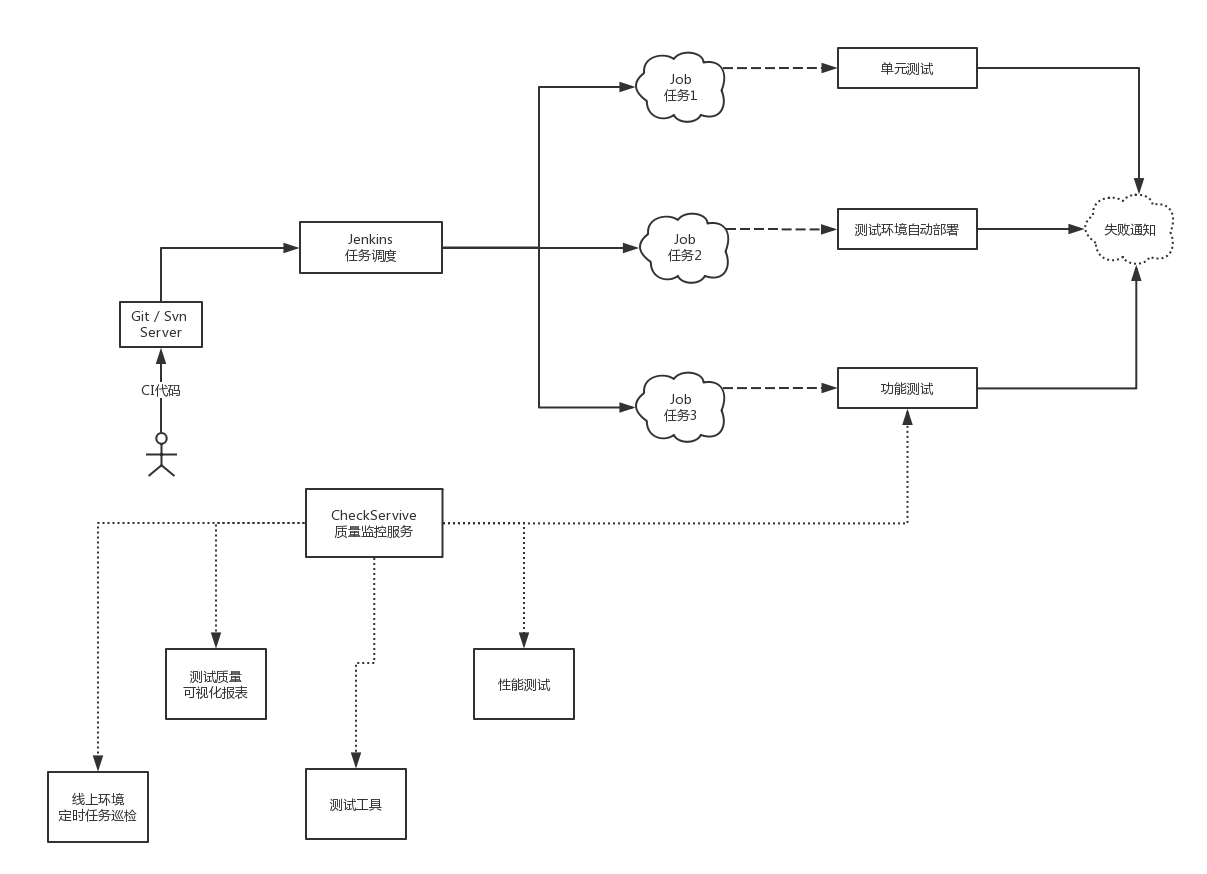 Job
任务1
单元测试
Jenkins
任务调度
Job
任务2
测试环境自动部署
失败通知
Git / Svn
Server
CI代码
Job
任务3
功能测试
CheckServive
质量监控服务
测试质量
可视化报表
性能测试
线上环境
定时任务巡检
测试工具